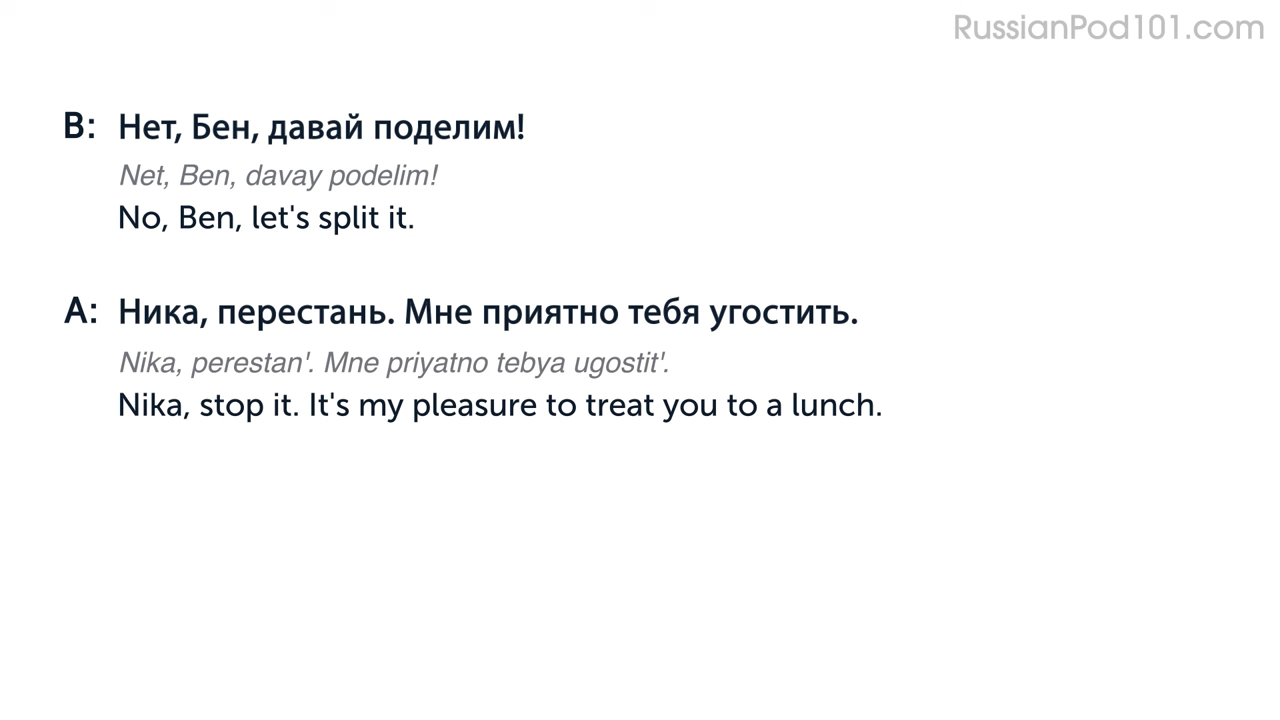 RussianPod101.com
B: Нет, Бен, давай поделим!
Net, Ben, davay podelim!
No, Ben, let's split it.
A: Ника, перестань. Мне приятно тебя угостить.
Nika, perestan'. Mne priyatno tebya ugostit'.
Nika, stop it. It's my pleasure to treat you to a lunch.